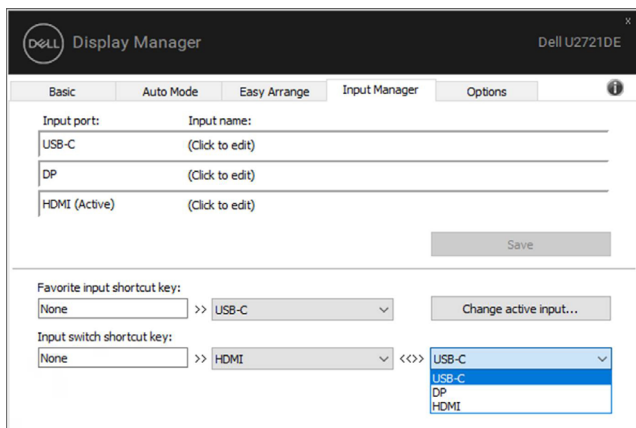 x
DELL Display Manager Dell U2721DE
Basic Auto Mode Easy Arrange Input Manager Options i
Input port: Input name:
USB-C (Click to edit)
DP (Click to edit)
HDMI (Active) (Click to edit)
Save
Favorite input shortcut key:
None >> USB-C Change active input...
Input switch shortcut key:
None >> HDMI <<>> USB-C
USB-C
DP
HDMI